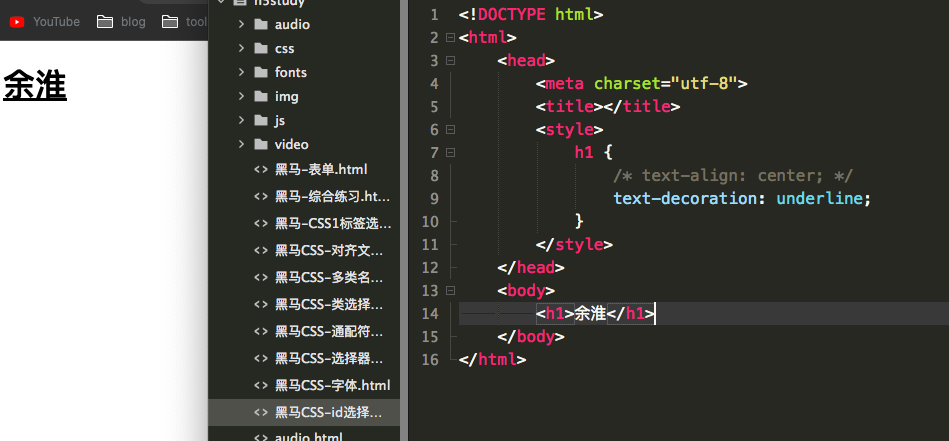 YouTube blog tool
余淮
h5study
audio
css
fonts
img
js
video
黑马-表单.html
黑马-综合练习.ht...
黑马-CSS1标签选...
黑马CSS-对齐文...
黑马CSS-多类名...
黑马CSS-类选择...
黑马CSS-通配符...
黑马CSS-选择器...
黑马CSS-字体.html
黑马CSS-id选择...
audio.html
1 <!DOCTYPE html>
2 <html>
3 <head>
4 <meta charset="utf-8">
5 <title></title>
6 <style>
7 h1 {
8 /* text-align: center; */
9 text-decoration: underline;
10 }
11 </style>
12 </head>
13 <body>
14 <h1>余淮</h1>
15 </body>
16 </html>